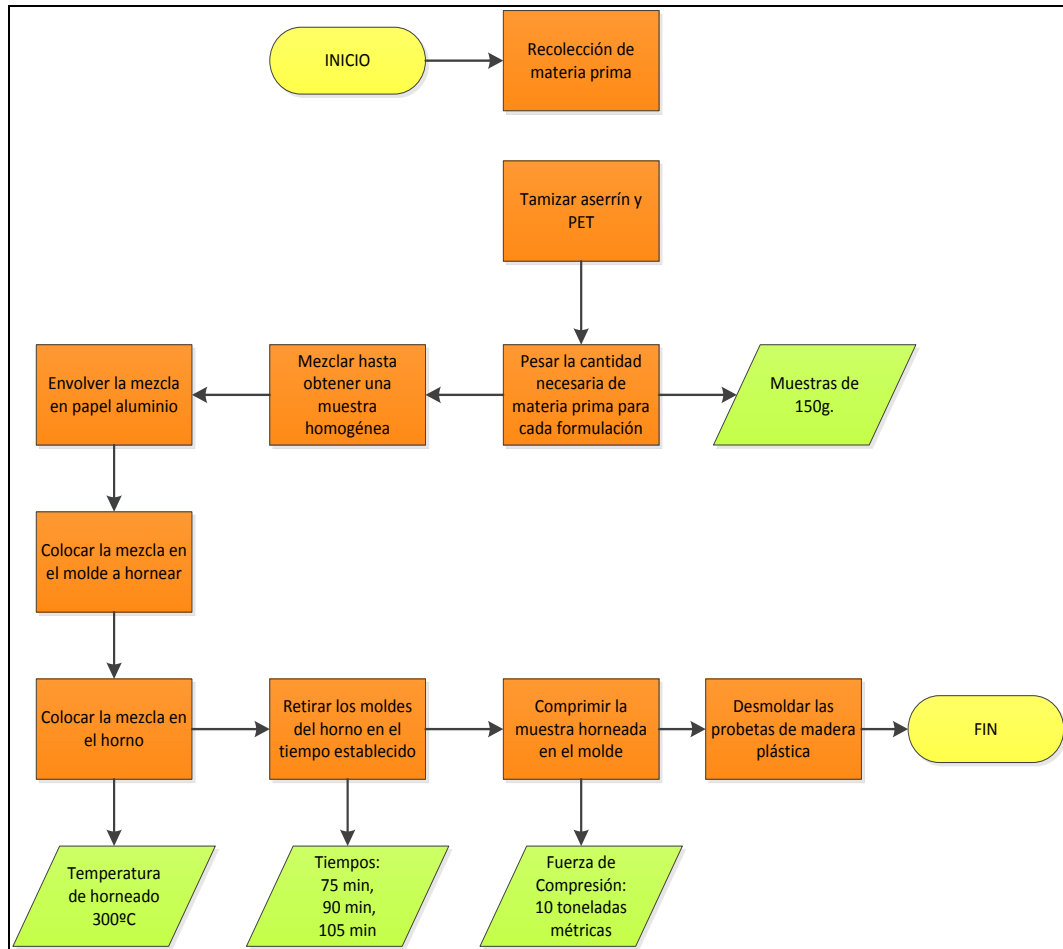 INICIO
Recolección de
materia prima
Tamizar aserrín y
PET
Pesar la cantidad
necesaria de
materia prima para
cada formulación
Muestras de
150g.
Mezclar hasta
obtener una
muestra
homogénea
Envolver la mezcla
en papel aluminio
Colocar la mezcla en
el molde a hornear
Colocar la mezcla en
el horno
Temperatura
de horneado
300ºC
Retirar los moldes
del horno en el
tiempo establecido
Tiempos:
75 min,
90 min,
105 min
Comprimir la
muestra horneada
en el molde
Fuerza de
Compresión:
10 toneladas
métricas
Desmoldar las
probetas de madera
plástica
FIN